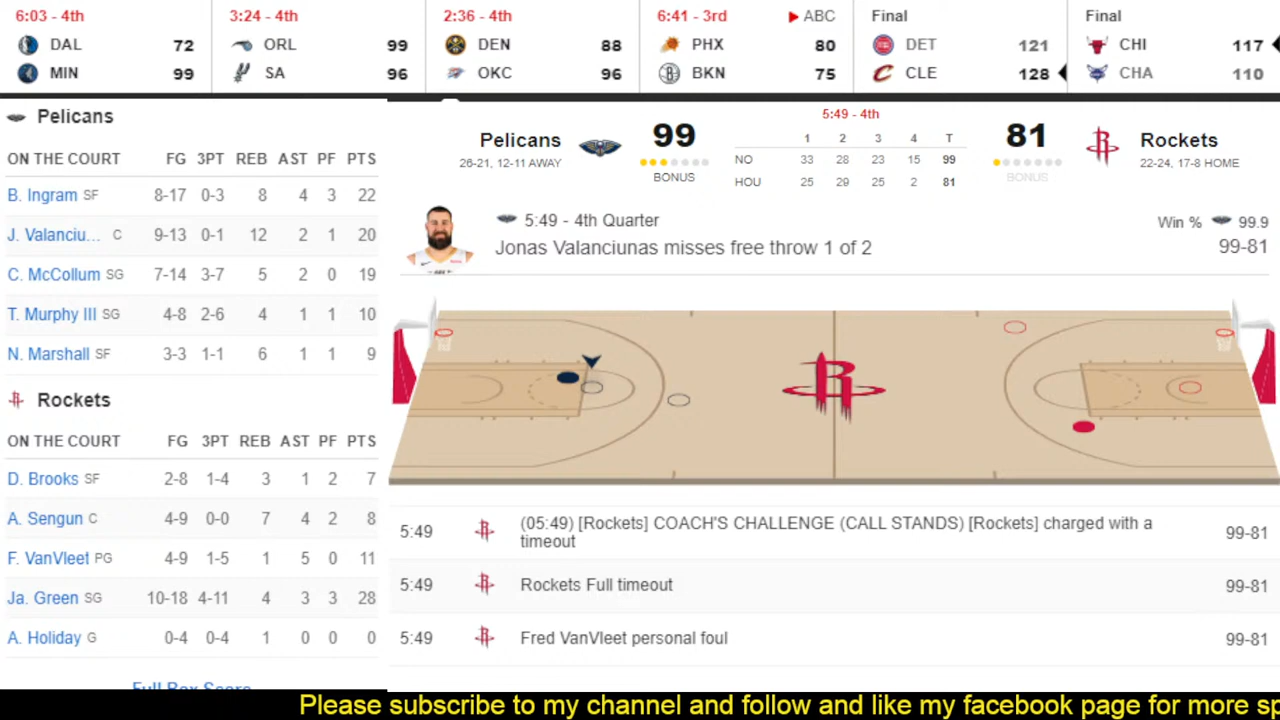 6:03 - 4th
DAL 72
MIN 99
3:24 - 4th
ORL 99
SA 96
2:36 - 4th
DEN 88
OKC 96
6:41 - 3rd ABC
PHX 80
BKN 75
Final
DET 121
CLE 128
Final
CHI 117
CHA 110
Pelicans
ON THE COURT FG 3PT REB AST PF PTS
B. Ingram SF 8-17 0-3 8 4 3 22
J. Valanciu... C 9-13 0-1 12 2 1 20
C. McCollum SG 7-14 3-7 5 2 0 19
T. Murphy III SG 4-8 2-6 4 1 1 10
N. Marshall SF 3-3 1-1 6 1 1 9
Rockets
ON THE COURT FG 3PT REB AST PF PTS
D. Brooks SF 2-8 1-4 3 1 2 7
A. Sengun C 4-9 0-0 7 4 2 8
F. VanVleet PG 4-9 1-5 1 5 0 11
Ja. Green SG 10-18 4-11 4 3 3 28
A. Holiday G 0-4 0-4 1 0 0 0
Full Box Score
Pelicans 99
26-21, 12-11 AWAY
BONUS
5:49 - 4th
1 2 3 4 T
NO 33 28 23 15 99
HOU 25 29 25 2 81
81 Rockets
22-24, 17-8 HOME
BONUS
5:49 - 4th Quarter
Jonas Valanciunas misses free throw 1 of 2
Win % 99.9
99-81
R
5:49 (05:49) [Rockets] COACH'S CHALLENGE (CALL STANDS) [Rockets] charged with a
timeout 99-81
5:49 Rockets Full timeout 99-81
5:49 Fred VanVleet personal foul 99-81
Please subscribe to my channel and follow and like my facebook page for more sp